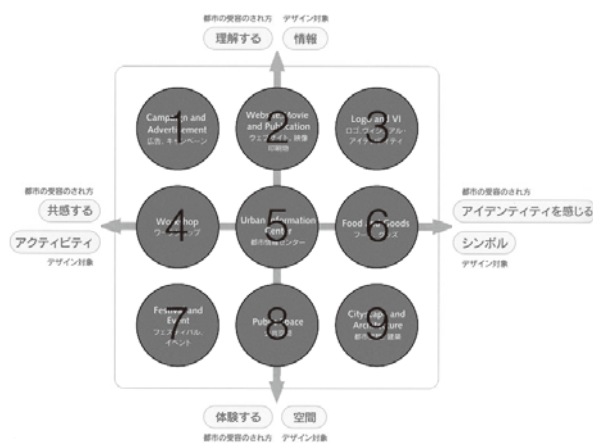 都市の受容のされ方 デザイン対象
理解する 情報
1
Campaign and
Advertisement
広告、キャンペーン
2
Website, Movie
and Publication
ウェブサイト、映像
印刷物
3
Logo and VI
ロゴ、ヴィジュアル・
アイデンティティ
都市の受容のされ方
共感する
アクティビティ
デザイン対象
4
Workshop
ワークショップ
5
Urban Information
Center
都市情報センター
6
Food and Goods
フード、グッズ
都市の受容のされ方
アイデンティティを感じる
シンボル
デザイン対象
7
Festival and
Event
フェスティバル、
イベント
8
Public Space
9
Cityscape and
Architecture
建築
体験する 空間
都市の受容のされ方 デザイン対象